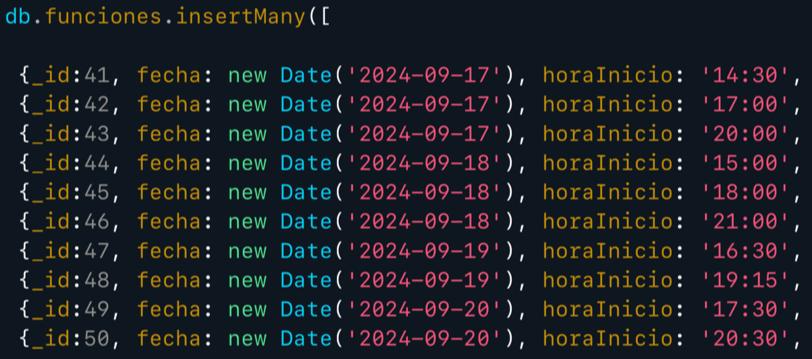 db.funciones.insertMany([
{_id:41, fecha: new Date('2024-09-17'), horaInicio: '14:30',
{_id:42, fecha: new Date('2024-09-17'), horaInicio: '17:00',
{_id:43, fecha: new Date('2024-09-17'), horaInicio: '20:00',
{_id:44, fecha: new Date('2024-09-18'), horaInicio: '15:00',
{_id:45, fecha: new Date('2024-09-18'), horaInicio: '18:00',
{_id:46, fecha: new Date('2024-09-18'), horaInicio: '21:00',
{_id:47, fecha: new Date('2024-09-19'), horaInicio: '16:30',
{_id:48, fecha: new Date('2024-09-19'), horaInicio: '19:15',
{_id:49, fecha: new Date('2024-09-20'), horaInicio: '17:30',
{_id:50, fecha: new Date('2024-09-20'), horaInicio: '20:30',